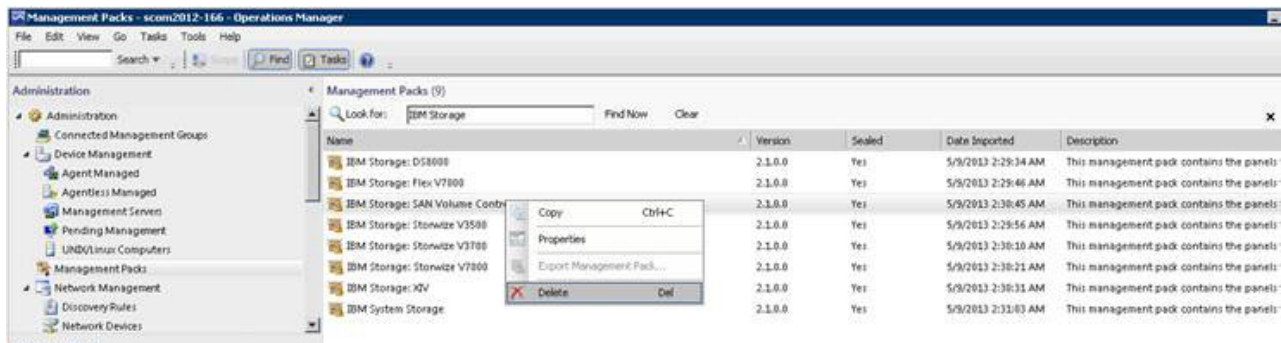 Management Packs - scom2012-166 - Operations Manager
File Edit View Go Tasks Tools Help
Search Find Tasks
Administration
Management Packs (9)
Administration
Look for: IBM Storage Find Now Clear
Connected Management Groups
Name Version Sealed Date Imported Description
Device Management
IBM Storage: DS8000 2.1.0.0 Yes 5/9/2013 2:29:34 AM This management pack contains the panels
Agent Managed
IBM Storage: Flex V7000 2.1.0.0 Yes 5/9/2013 2:29:46 AM This management pack contains the panels
Agentless Managed
IBM Storage: SAN Volume Contr 2.1.0.0 Yes 5/9/2013 2:30:45 AM This management pack contains the panels
Management Servers
IBM Storage: Storwize V3500 2.1.0.0 Yes 5/9/2013 2:29:56 AM This management pack contains the panels
Pending Management
IBM Storage: Storwize V3700 2.1.0.0 Yes 5/9/2013 2:30:10 AM This management pack contains the panels
UNIX/Linux Computers
IBM Storage: Storwize V7000 2.1.0.0 Yes 5/9/2013 2:30:21 AM This management pack contains the panels
Management Packs
IBM Storage: XIV 2.1.0.0 Yes 5/9/2013 2:30:31 AM This management pack contains the panels
Network Management
IBM System Storage 2.1.0.0 Yes 5/9/2013 2:31:03 AM This management pack contains the panels
Discovery Rules
Network Devices
Copy Ctrl+C
Properties
Export Management Pack...
Delete Del